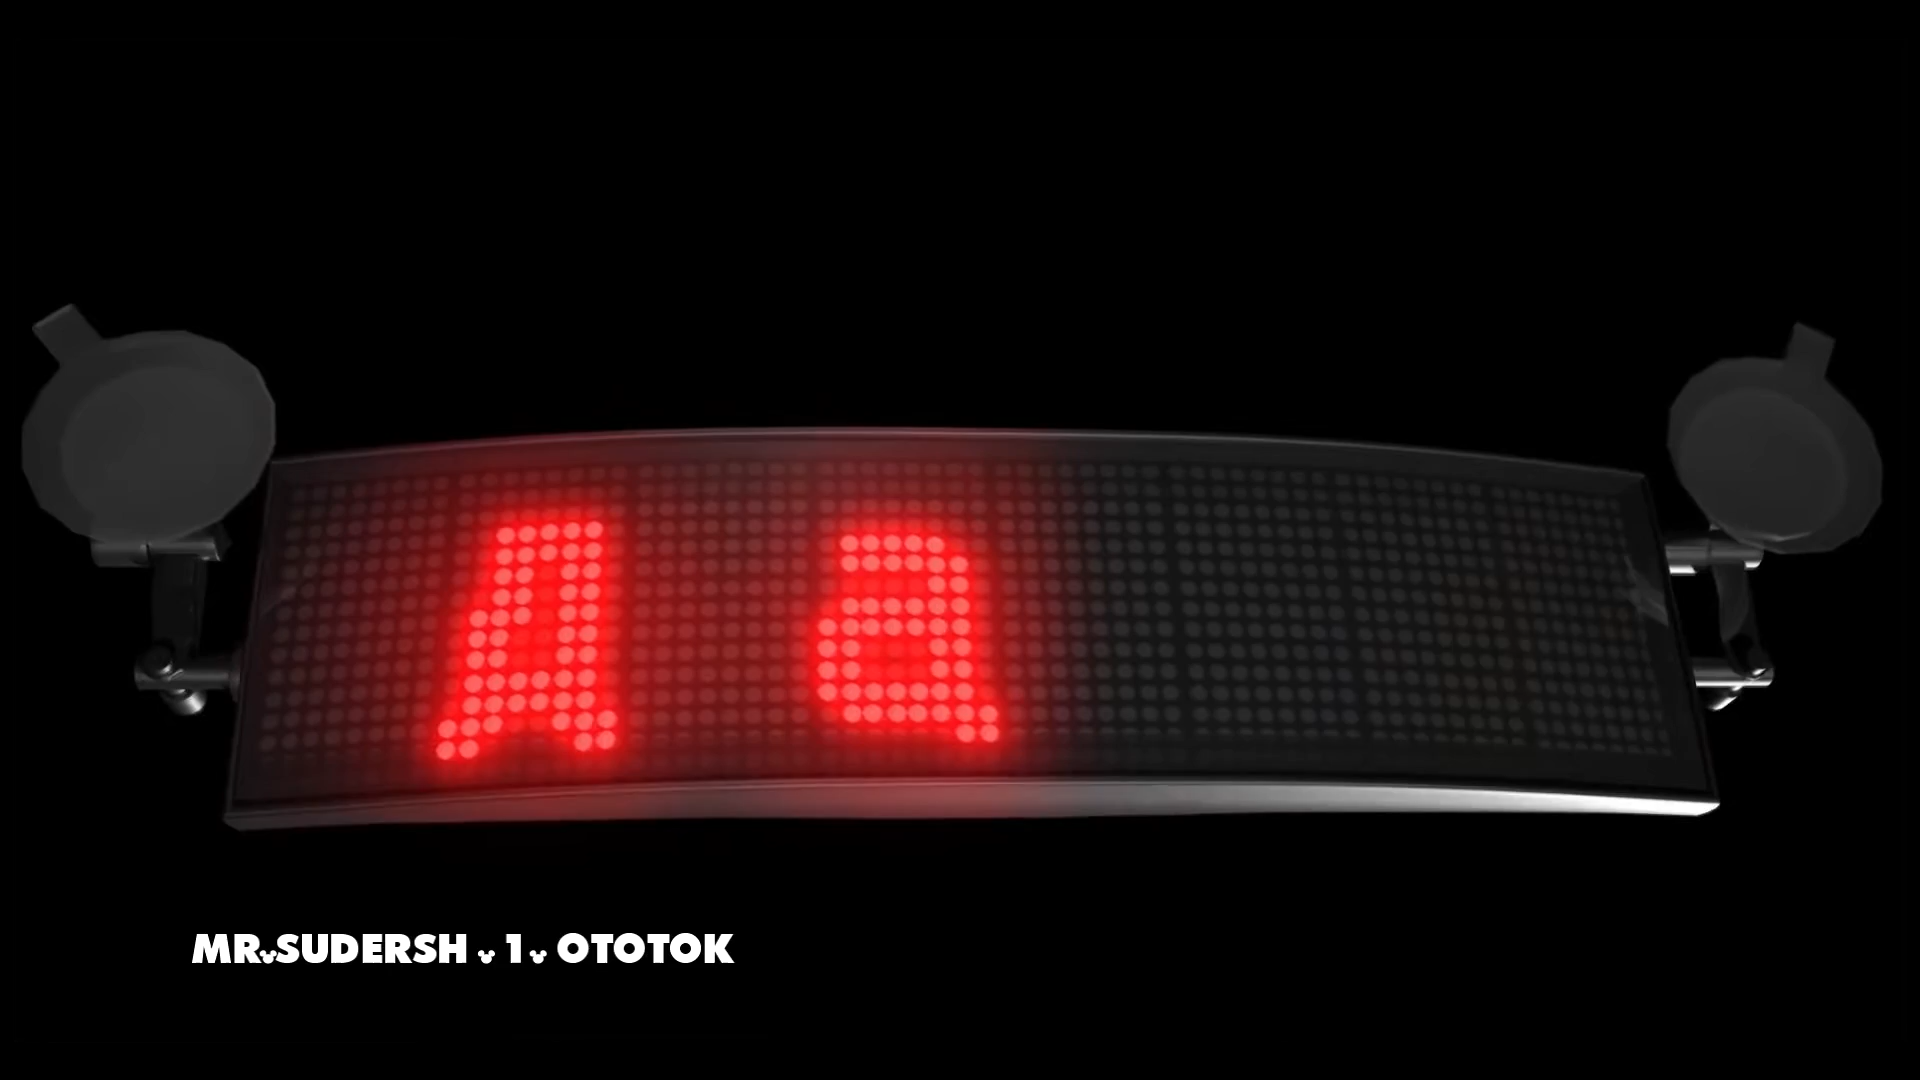 Д а
MR.SUDERSH . 1. OTOTOK